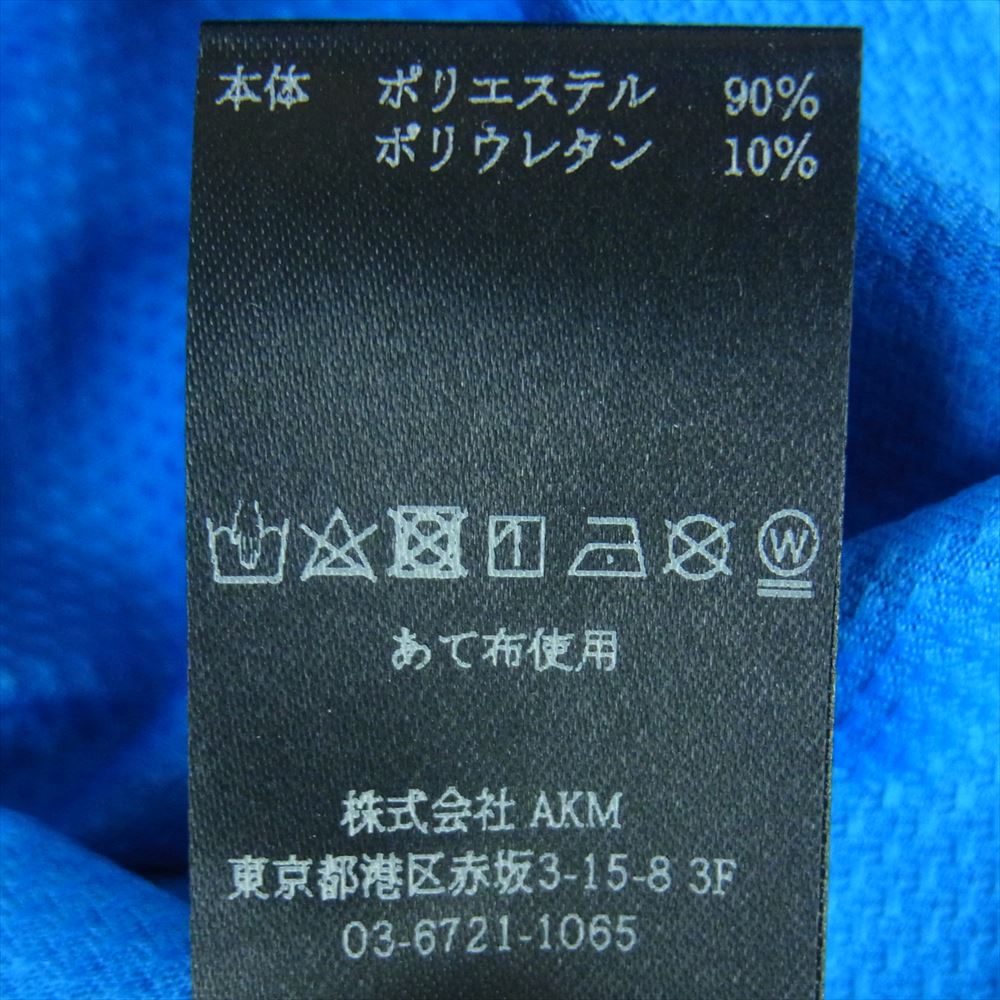 本体 ポリエステル 90%
ポリウレタン 10%
W
あて布使用
株式会社 AKM
東京都港区赤坂3-15-8 3F
03-6721-1065